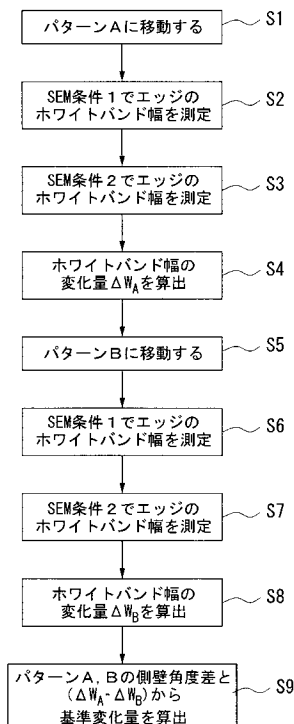 パターンAに移動する
S1
SEM条件1でエッジの
ホワイトバンド幅を測定
S2
SEM条件2でエッジの
ホワイトバンド幅を測定
S3
ホワイトバンド幅の
変化量ΔWAを算出
S4
パターンBに移動する
S5
SEM条件1でエッジの
ホワイトバンド幅を測定
S6
SEM条件2でエッジの
ホワイトバンド幅を測定
S7
ホワイトバンド幅の
変化量ΔWBを算出
S8
パターンA,Bの側壁角度差と
(ΔWA-ΔWB)から
基準変化量を算出
S9